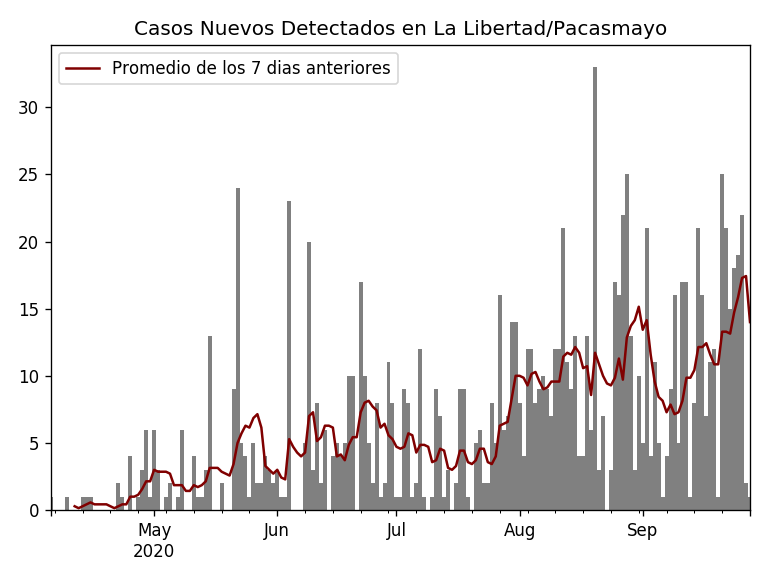 Casos Nuevos Detectados en La Libertad/Pacasmayo
Promedio de los 7 dias anteriores
30
25
20
15
10
5
0
May Jun Jul Aug Sep
2020